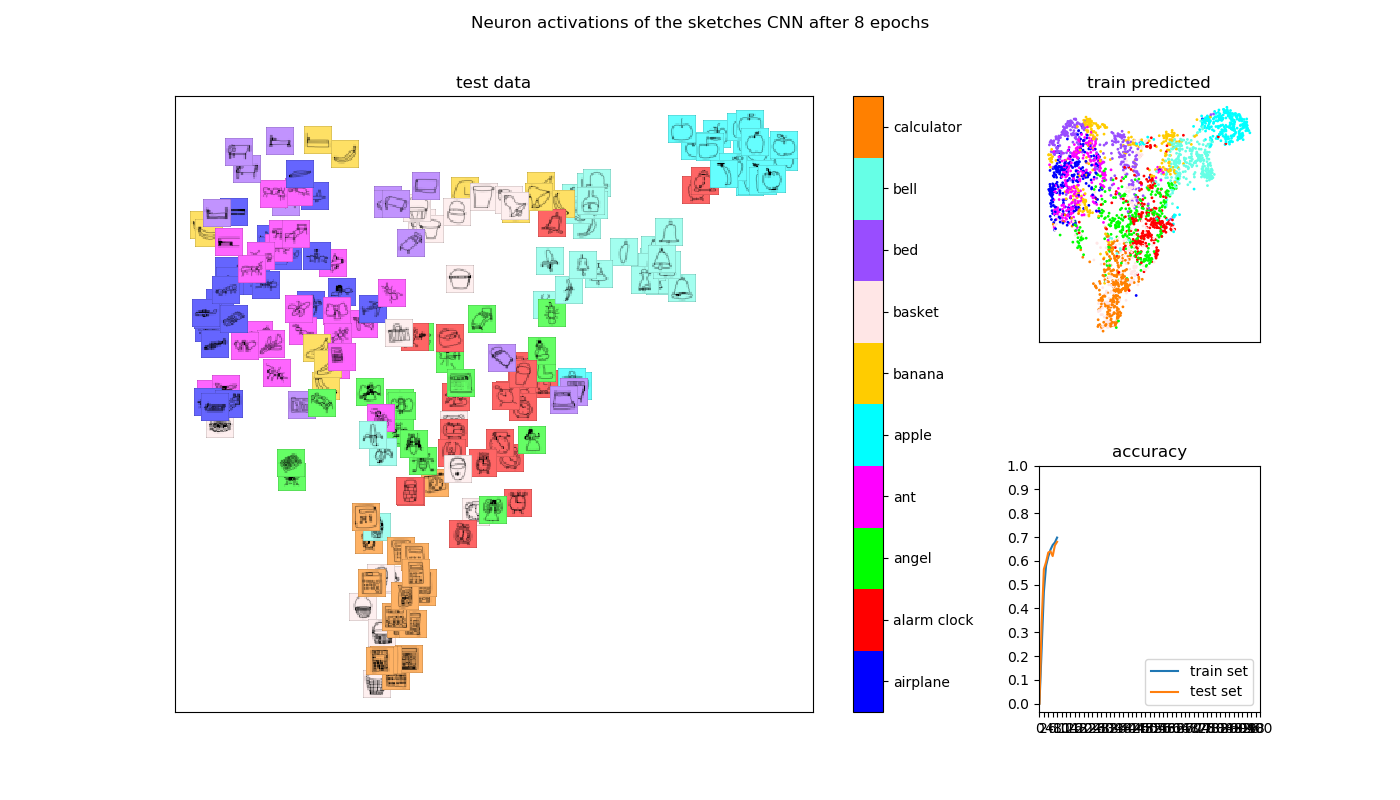 Neuron activations of the sketches CNN after 8 epochs
test data
calculator
bell
bed
basket
banana
apple
ant
angel
alarm clock
airplane
train predicted
accuracy
1.0
0.9
0.8
0.7
0.6
0.5
0.4
0.3
0.2
0.1
0.0
train set
test set